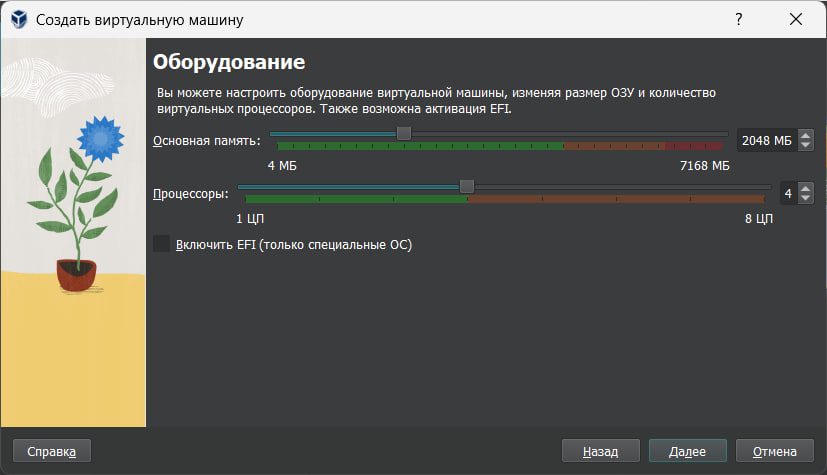 Создать виртуальную машину
?
Оборудование
Вы можете настроить оборудование виртуальной машины, изменяя размер ОЗУ и количество
виртуальных процессоров. Также возможна активация EFI.
Основная память: 2048 МБ
4 МБ 7168 МБ
Процессоры: 4
1 ЦП 8 ЦП
Включить EFI (только специальные ОС)
Справка Назад Далее Отмена